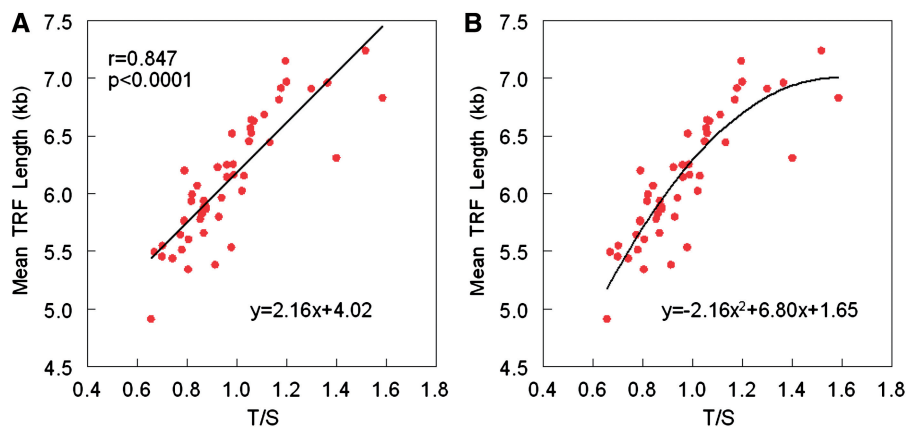 A
r=0.847
p<0.0001
y=2.16x+4.02
Mean TRF Length (kb)
7.5
7.0
6.5
6.0
5.5
5.0
4.5
0.4 0.6 0.8 1.0 1.2 1.4 1.6 1.8
T/S
B
y=-2.16x²+6.80x+1.65
Mean TRF Length (kb)
7.5
7.0
6.5
6.0
5.5
5.0
4.5
0.4 0.6 0.8 1.0 1.2 1.4 1.6 1.8
T/S